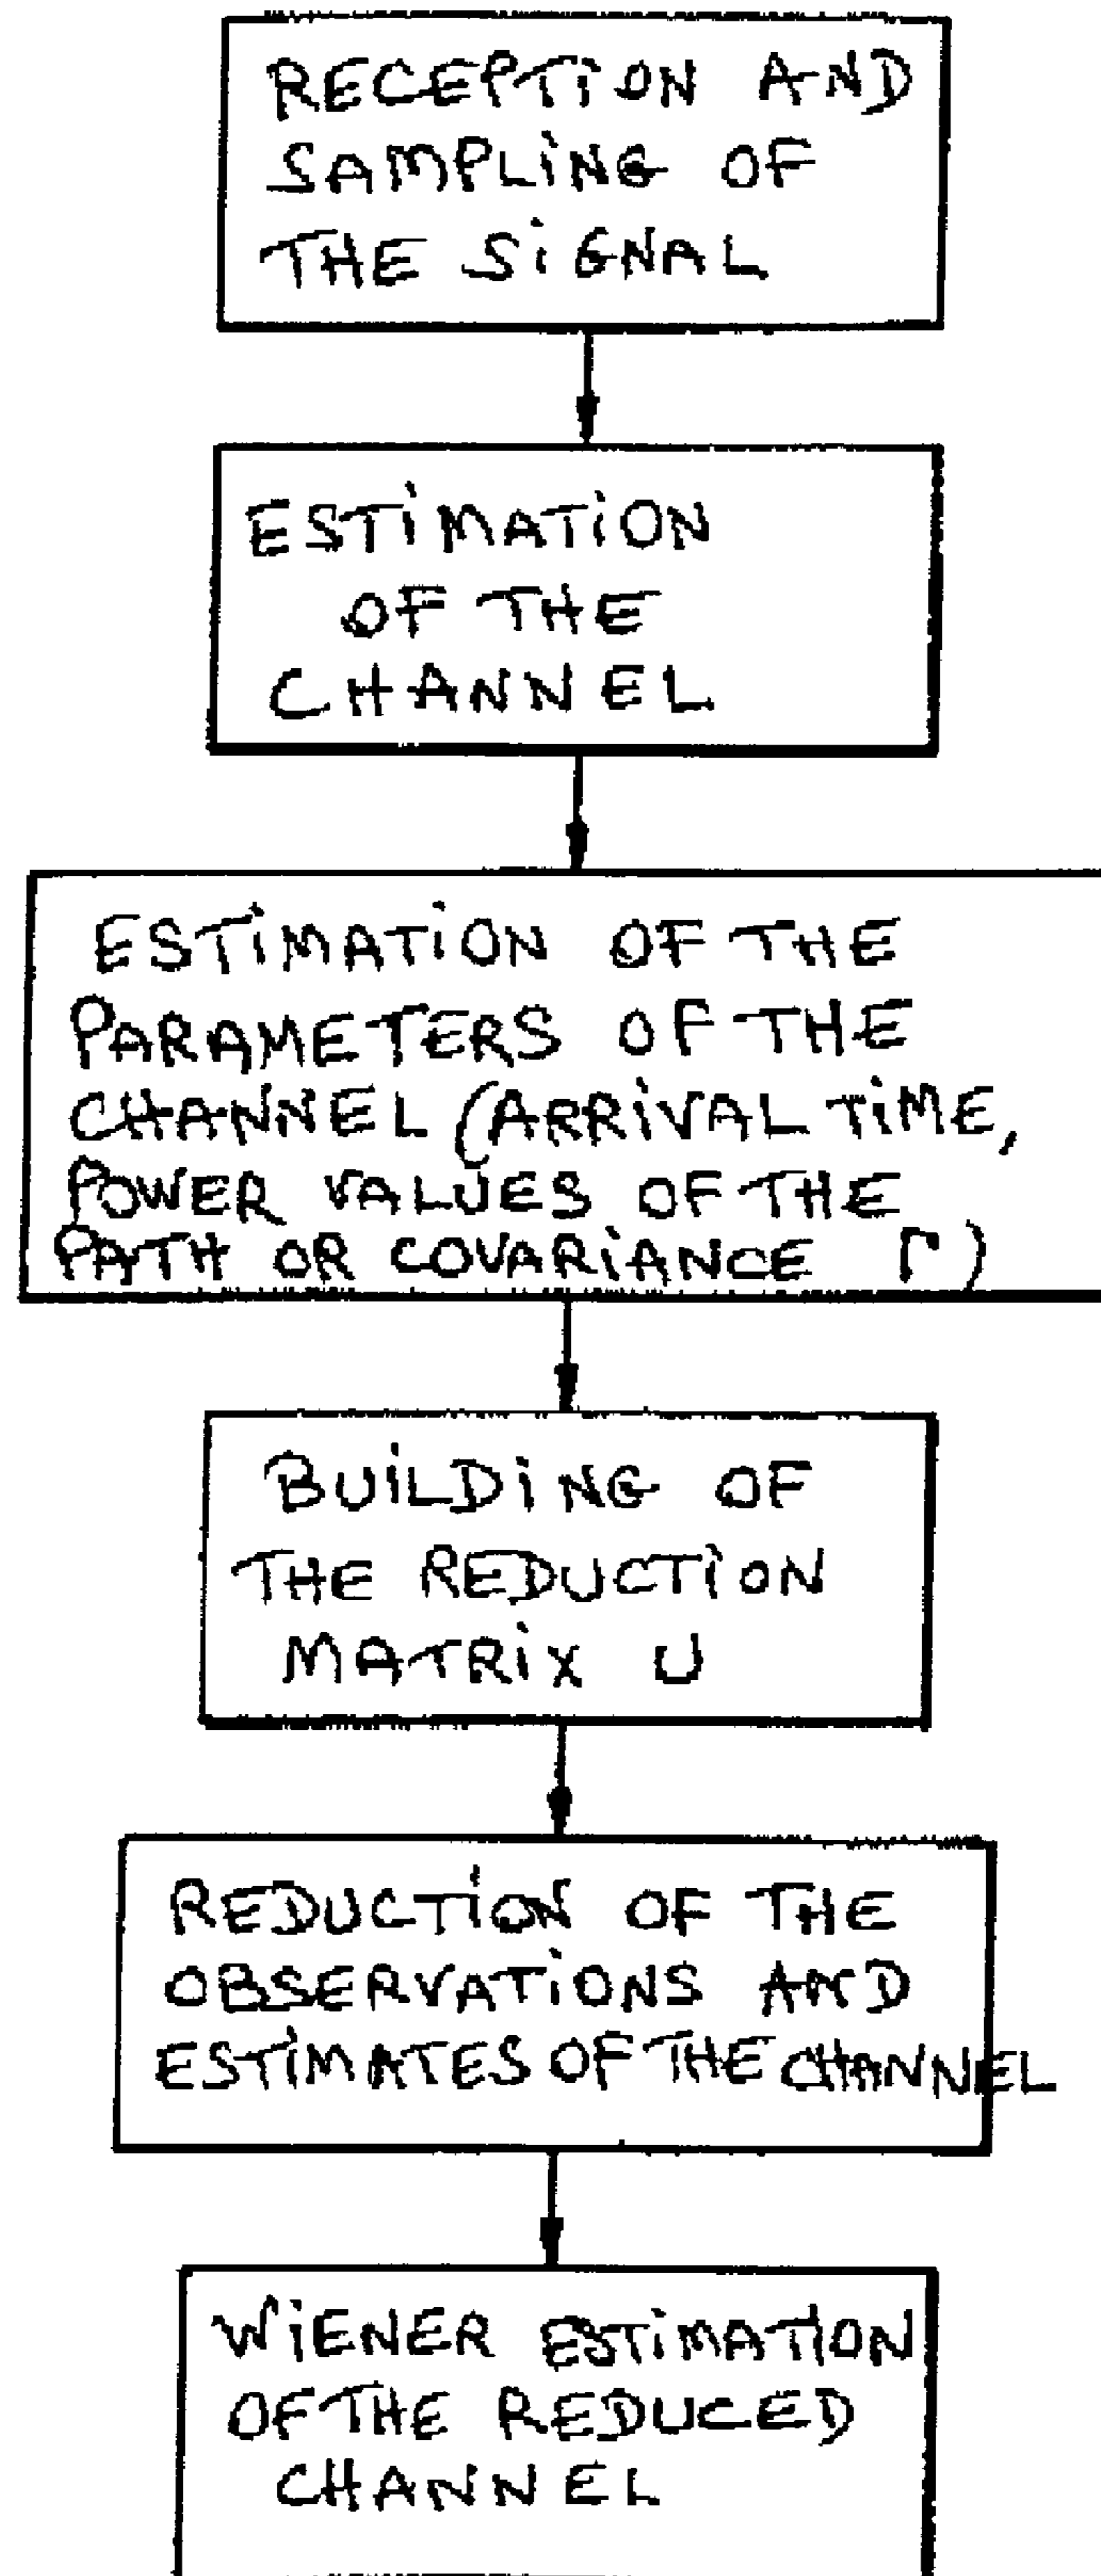 RECEPTION AND
SAMPLING OF
THE SIGNAL
ESTIMATION
OF THE
CHANNEL
ESTIMATION OF THE
PARAMETERS OF THE
CHANNEL (ARRIVAL TIME,
POWER VALUES OF THE
PATH OR COVARIANCE Γ)
BUILDING OF
THE REDUCTION
MATRIX U
REDUCTION OF THE
OBSERVATIONS AND
ESTIMATES OF THE CHANNEL
WIENER ESTIMATION
OF THE REDUCED
CHANNEL